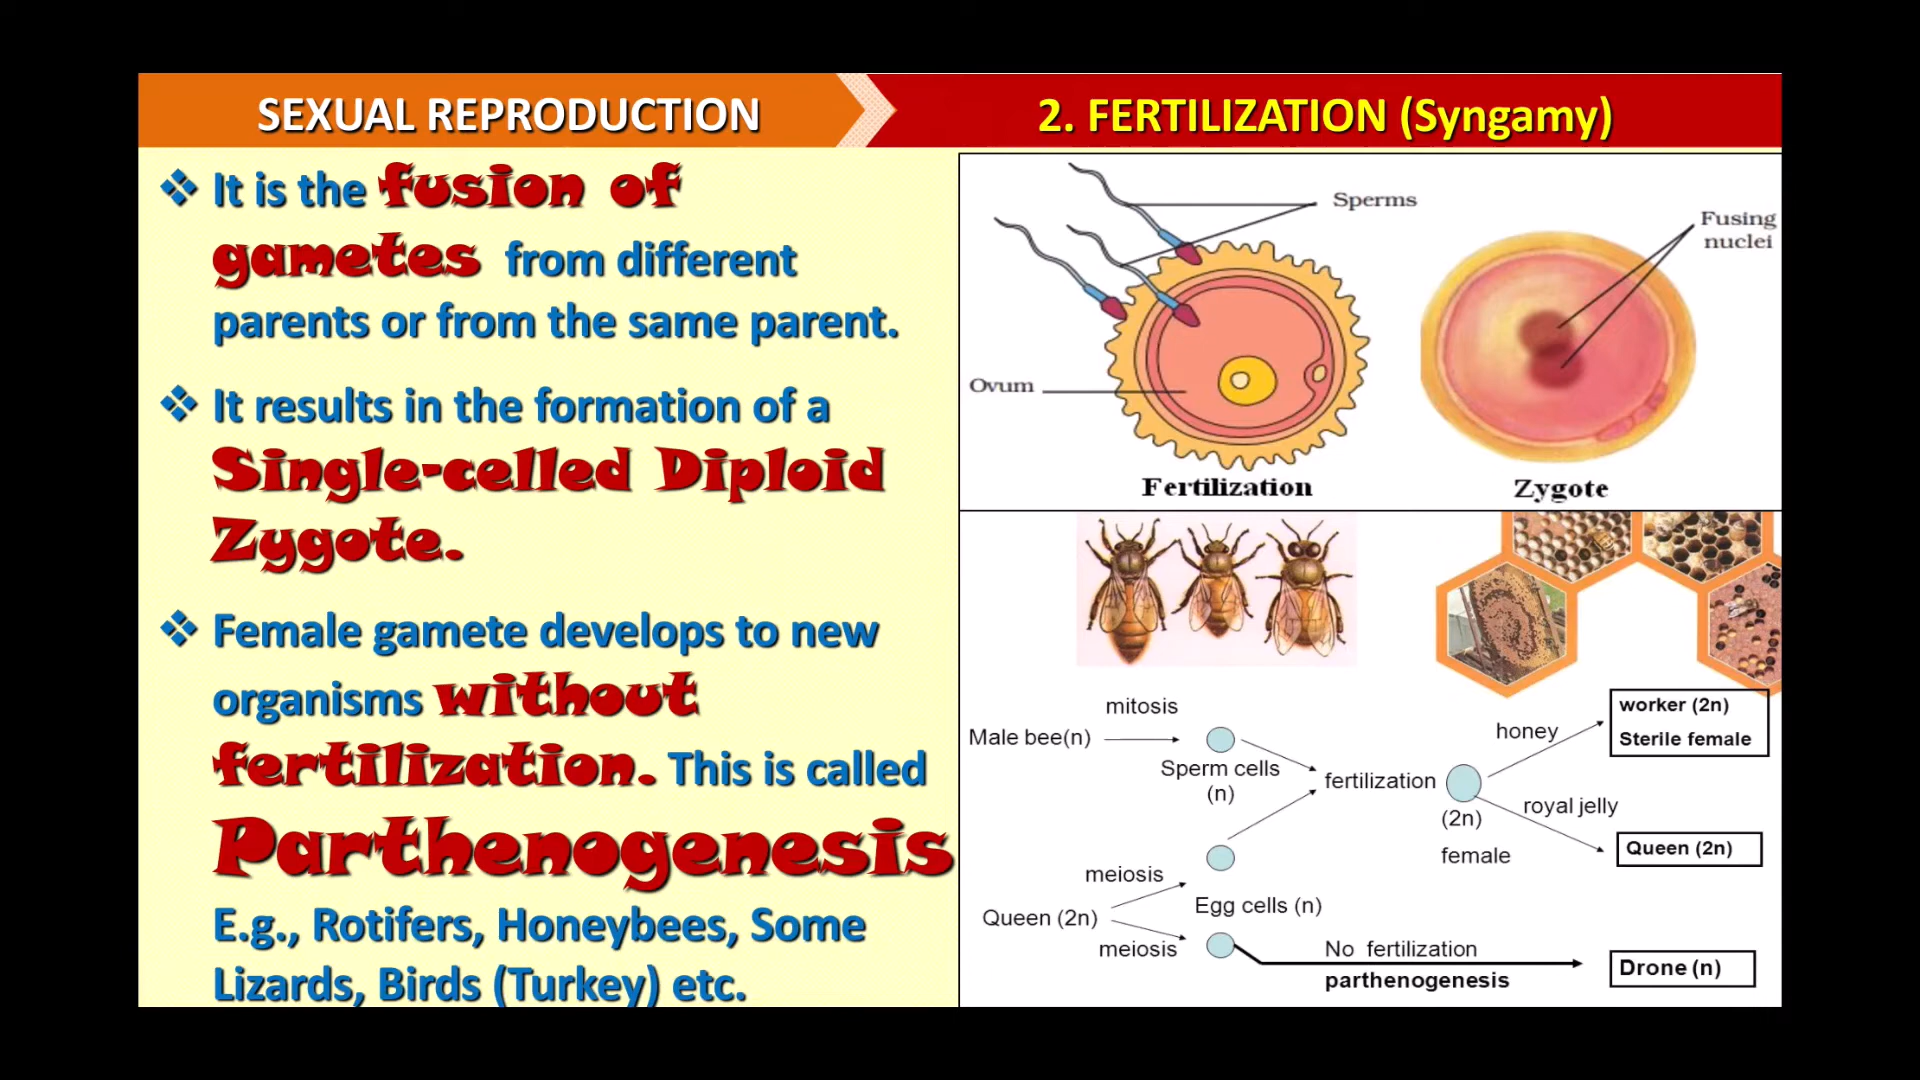 SEXUAL REPRODUCTION
2. FERTILIZATION (Syngamy)
It is the fusion of
gametes from different
parents or from the same parent.
It results in the formation of a
Single-celled Diploid
Zygote.
Female gamete develops to new
organisms without
fertilization. This is called
Parthenogenesis
E.g., Rotifers, Honeybees, Some
Lizards, Birds (Turkey) etc.
Sperms
Fusing
nuclei
Ovum
Fertilization
Zygote
mitosis
Male bee(n)
Sperm cells
(n)
fertilization
(2n)
female
honey
worker (2n)
Sterile female
royal jelly
Queen (2n)
meiosis
Queen (2n)
Egg cells (n)
meiosis
No fertilization
parthenogenesis
Drone (n)